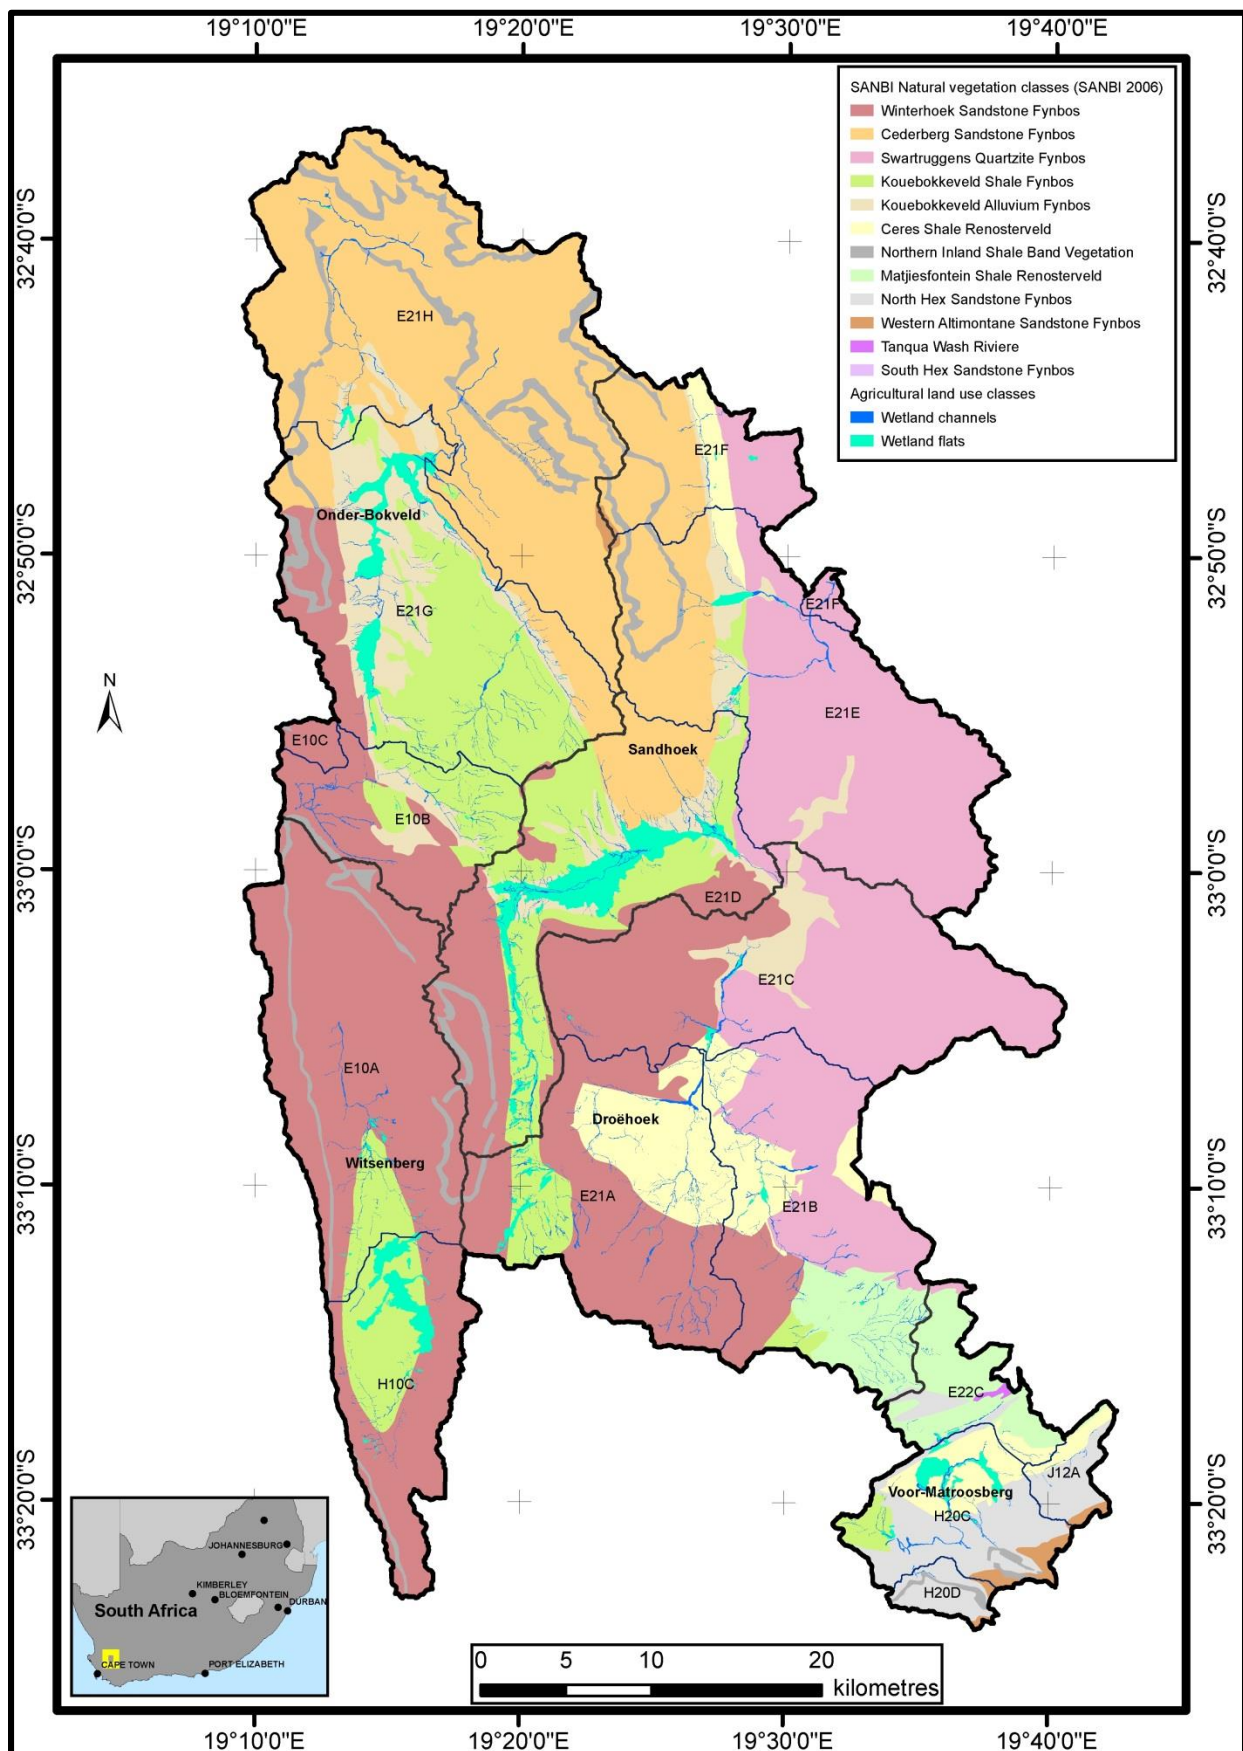 19°10'0"E 19°20'0"E 19°30'0"E 19°40'0"E
SANBI Natural vegetation classes (SANBI 2006)
Winterhoek Sandstone Fynbos
Cederberg Sandstone Fynbos
Swartruggens Quartzite Fynbos
Kouebokkeveld Shale Fynbos
Kouebokkeveld Alluvium Fynbos
Ceres Shale Renosterveld
Northern Inland Shale Band Vegetation
Matjiesfontein Shale Renosterveld
North Hex Sandstone Fynbos
Western Altimontane Sandstone Fynbos
Tanqua Wash Riviere
South Hex Sandstone Fynbos
Agricultural land use classes
Wetland channels
Wetland flats
32°40'0"S 32°40'0"S
E21H
E21F
Onder-Bokveld
32°50'0"S 32°50'0"S
E21G
E21F
N
E21E
E10C
Sandhoek
E10B
33°0'0"S 33°0'0"S
E21D
E21C
E10A
Droëhoek
Witsenberg
33°10'0"S 33°10'0"S
E21A
E21B
H10C
E22C
J12A
Voor-Matroosberg
33°20'0"S 33°20'0"S
H20C
H20D
JOHANNESBURG
KIMBERLEY
BLOEMFONTEIN
DURBAN
South Africa
CAPE TOWN
PORT ELIZABETH
0 5 10 20
kilometres
19°10'0"E 19°20'0"E 19°30'0"E 19°40'0"E